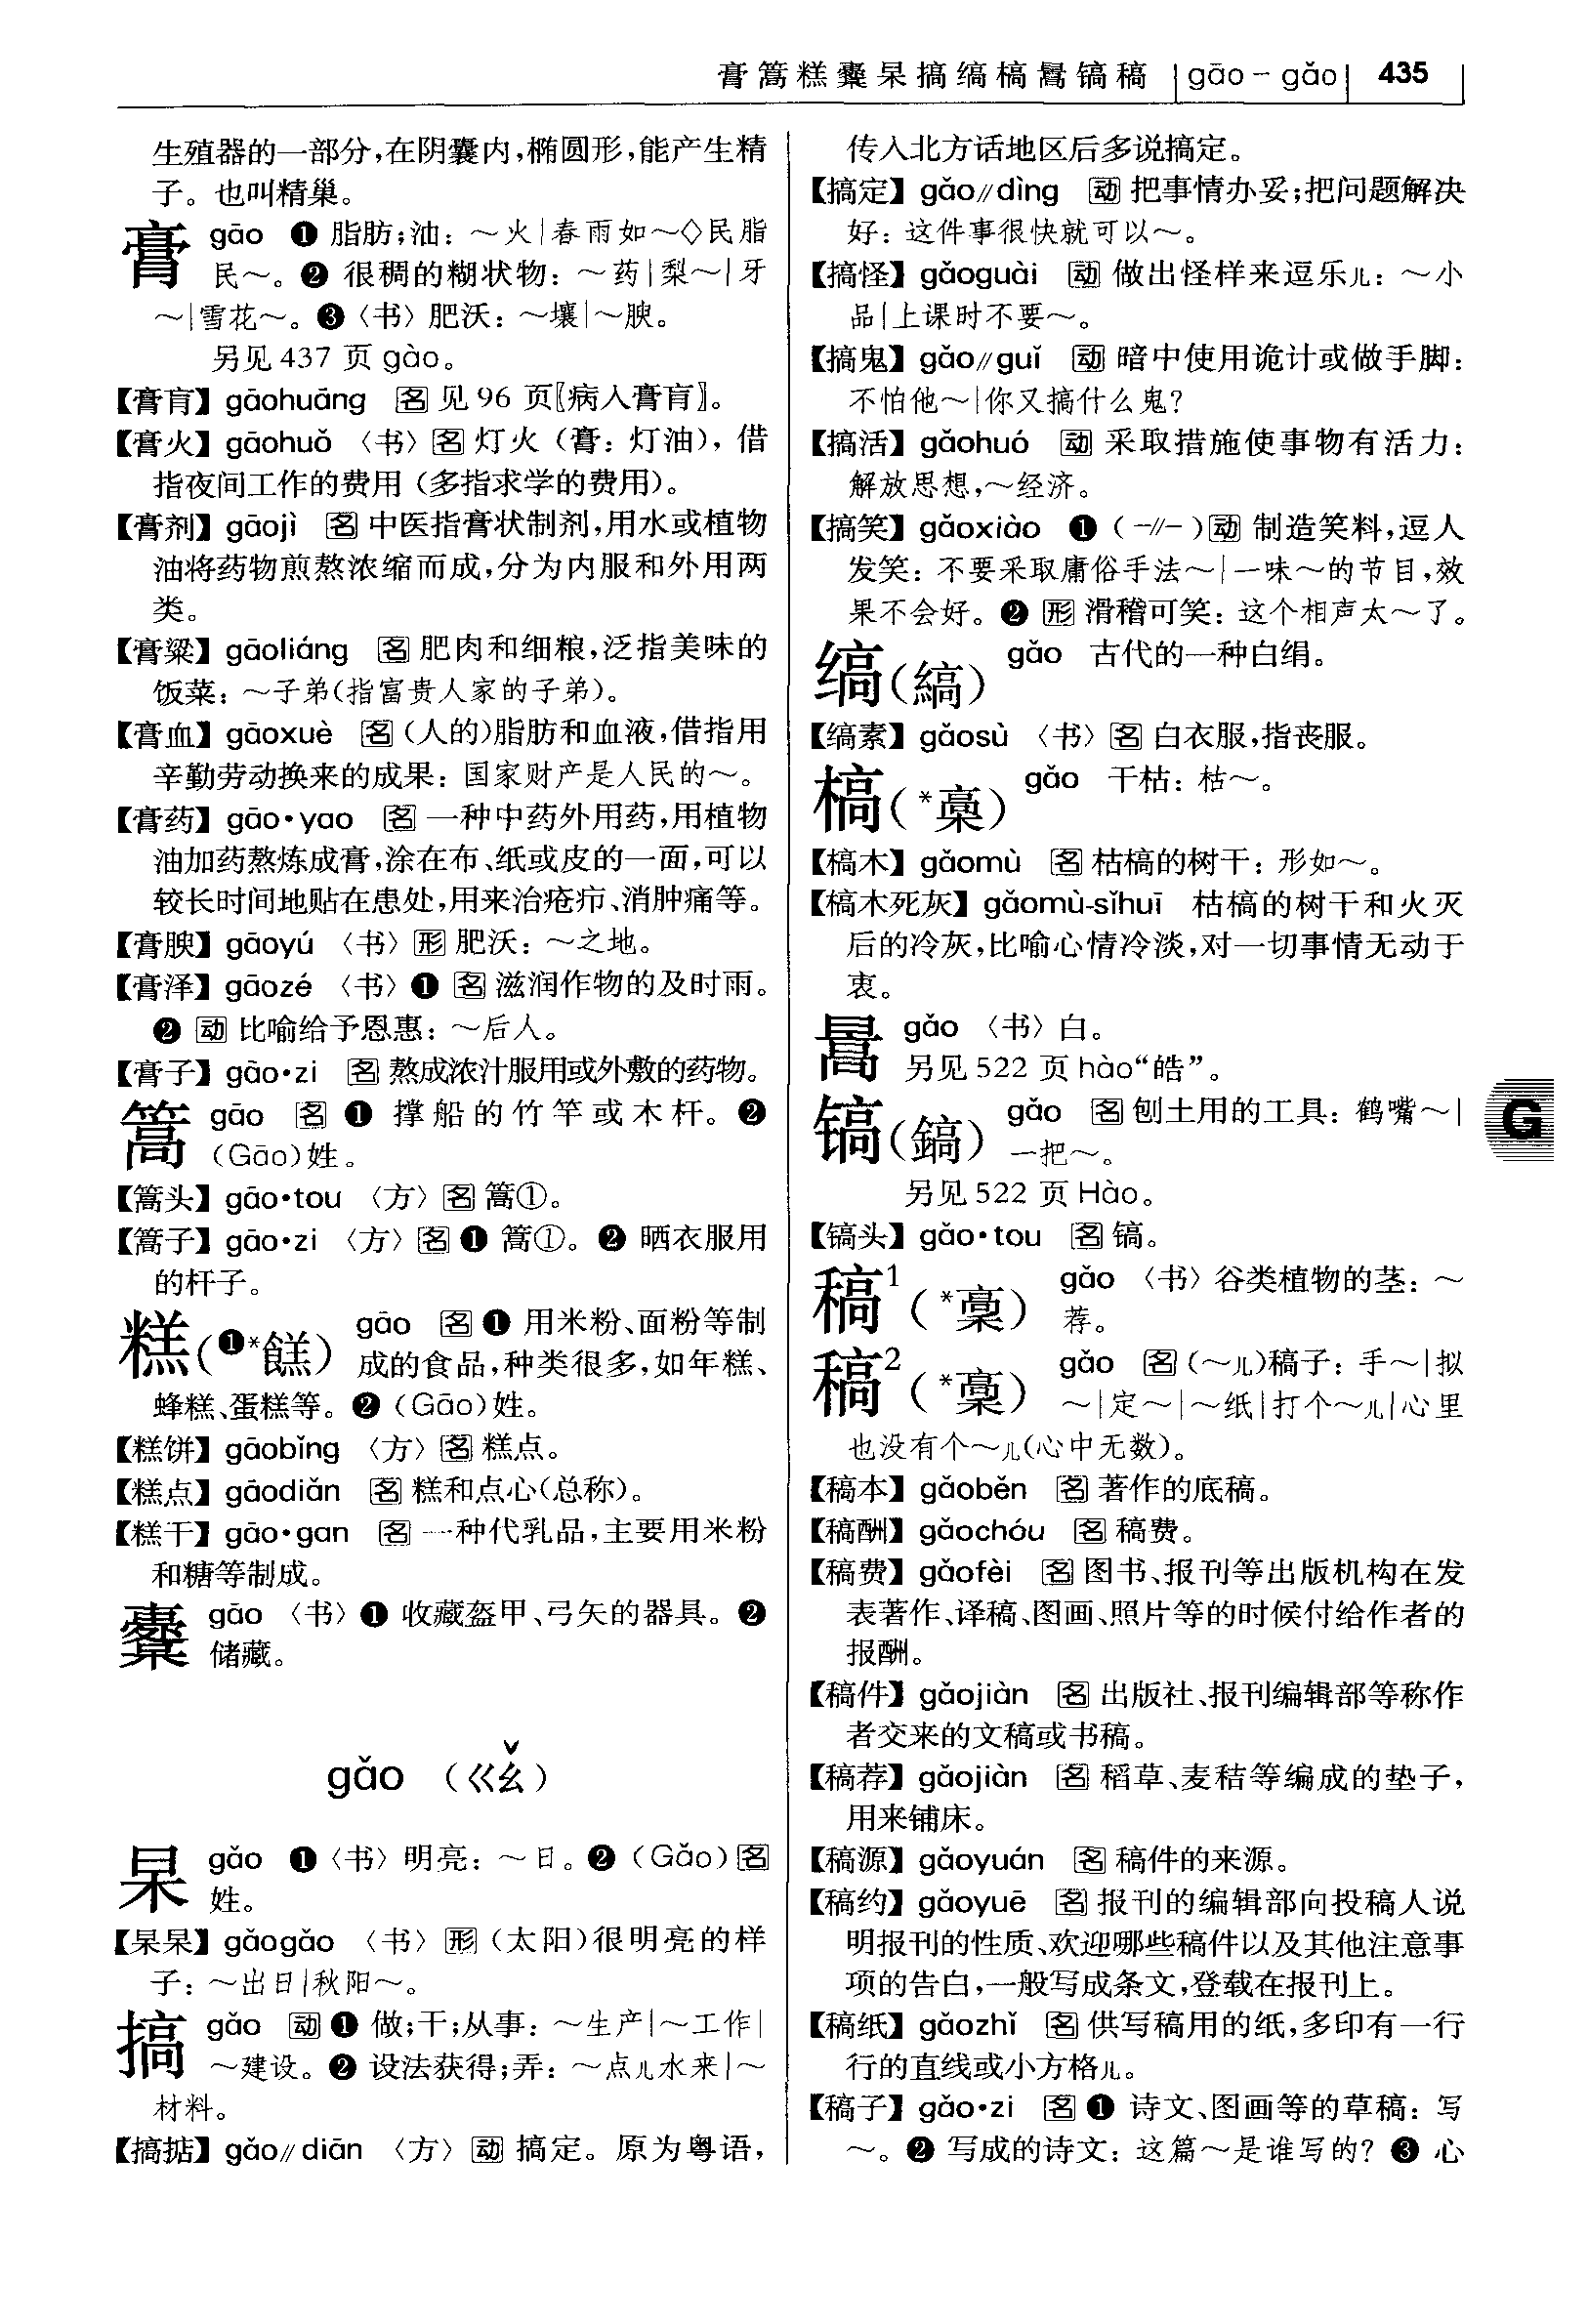 膏篙糕櫜杲搞缟槁暠镐稿 gāo-gǎo 435
生殖器的一部分,在阴囊内,椭圆形,能产生精
子。也叫精巢。
膏 gāo ❶ 脂肪;油:～火|春雨如～◇民脂
民～。❷ 很稠的糊状物:～药|梨～|牙
～|雪花～。❸〈书〉肥沃:～壤|～腴。
另见 437 页 gào。
【膏肓】gāohuāng 名 见 96 页〖病入膏肓〗。
【膏火】gāohuǒ 〈书〉名 灯火(膏:灯油),借
指夜间工作的费用(多指求学的费用)。
【膏剂】gāojì 名 中医指膏状制剂,用水或植物
油将药物煎熬浓缩而成,分为内服和外用两
类。
【膏粱】gāoliáng 名 肥肉和细粮,泛指美味的
饭菜:～子弟(指富贵人家的子弟)。
【膏血】gāoxuè 名 (人的)脂肪和血液,借指用
辛勤劳动换来的成果:国家财产是人民的～。
【膏药】gāo·yao 名 一种中药外用药,用植物
油加药熬炼成膏,涂在布、纸或皮的一面,可以
较长时间地贴在患处,用来治疮疖、消肿痛等。
【膏腴】gāoyú 〈书〉形 肥沃:～之地。
【膏泽】gāozé 〈书〉❶ 名 滋润作物的及时雨。
❷ 动 比喻给予恩惠:～后人。
【膏子】gāo·zi 名 熬成浓汁服用或外敷的药物。
篙 gāo 名 ❶ 撑船的竹竿或木杆。❷
(Gāo)姓。
【篙头】gāo·tou 〈方〉名 篙①。
【篙子】gāo·zi 〈方〉名 ❶ 篙①。❷ 晒衣服用
的杆子。
糕(❶*餻) gāo 名 ❶ 用米粉、面粉等制
成的食品,种类很多,如年糕、
蜂糕、蛋糕等。❷(Gāo)姓。
【糕饼】gāobǐng 〈方〉名 糕点。
【糕点】gāodiǎn 名 糕和点心(总称)。
【糕干】gāo·gan 名 一种代乳品,主要用米粉
和糖等制成。
櫜 gāo 〈书〉❶ 收藏盔甲、弓矢的器具。❷
储藏。
gǎo (ㄍㄠˇ)
杲 gǎo ❶〈书〉明亮:～日。❷(Gǎo)名
姓。
【杲杲】gǎogǎo 〈书〉形 (太阳)很明亮的样
子:～出日|秋阳～。
搞 gǎo 动 ❶ 做;干;从事:～生产|～工作|
～建设。❷ 设法获得;弄:～点儿水来|～
材料。
【搞掂】gǎo∥diān 〈方〉动 搞定。原为粤语,
传入北方话地区后多说搞定。
【搞定】gǎo∥dìng 动 把事情办妥;把问题解决
好:这件事很快就可以～。
【搞怪】gǎoguài 动 做出怪样来逗乐儿:～小
品|上课时不要～。
【搞鬼】gǎo∥guǐ 动 暗中使用诡计或做手脚:
不怕他～|你又搞什么鬼?
【搞活】gǎohuó 动 采取措施使事物有活力:
解放思想,～经济。
【搞笑】gǎoxiào ❶(-∥-)动 制造笑料,逗人
发笑:不要采取庸俗手法～|一味～的节目,效
果不会好。❷ 形 滑稽可笑:这个相声太～了。
缟(縞) gǎo 古代的一种白绢。
【缟素】gǎosù 〈书〉名 白衣服,指丧服。
槁(*槀) gǎo 干枯:枯～。
【槁木】gǎomù 名 枯槁的树干:形如～。
【槁木死灰】gǎomù-sǐhuī 枯槁的树干和火灭
后的冷灰,比喻心情冷淡,对一切事情无动于
衷。
暠 gǎo 〈书〉白。
另见 522 页 hào“皓”。
镐(鎬) gǎo 名 刨土用的工具:鹤嘴～|
一把～。
另见 522 页 Hào。
G
【镐头】gǎo·tou 名 镐。
稿1(*稾) gǎo 〈书〉谷类植物的茎:～
荐。
稿2(*稾) gǎo 名 (～儿)稿子:手～|拟
～|定～|～纸|打个～儿|心里
也没有个～儿(心中无数)。
【稿本】gǎoběn 名 著作的底稿。
【稿酬】gǎochóu 名 稿费。
【稿费】gǎofèi 名 图书、报刊等出版机构在发
表著作、译稿、图画、照片等的时候付给作者的
报酬。
【稿件】gǎojiàn 名 出版社、报刊编辑部等称作
者交来的文稿或书稿。
【稿荐】gǎojiàn 名 稻草、麦秸等编成的垫子,
用来铺床。
【稿源】gǎoyuán 名 稿件的来源。
【稿约】gǎoyuē 名 报刊的编辑部向投稿人说
明报刊的性质、欢迎哪些稿件以及其他注意事
项的告白,一般写成条文,登载在报刊上。
【稿纸】gǎozhǐ 名 供写稿用的纸,多印有一行
行的直线或小方格儿。
【稿子】gǎo·zi 名 ❶ 诗文、图画等的草稿:写
～。❷ 写成的诗文:这篇～是谁写的?❸ 心